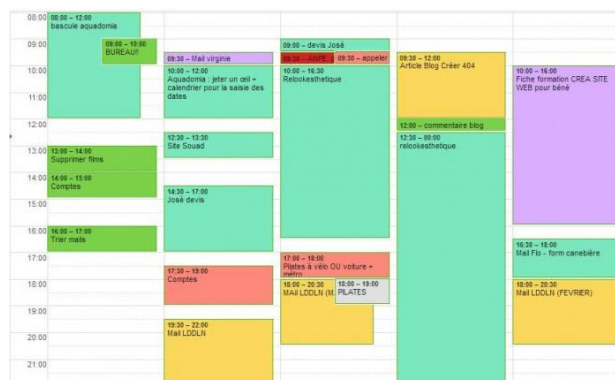 08:00
09:00
10:00
11:00
12:00
13:00
14:00
15:00
16:00
17:00
18:00
19:00
20:00
21:00
08:00 – 12:00
bascule aquadomia
09:00 – 10:00
BUREAU!
13:00 – 14:00
Supprimer films
14:00 – 15:00
Comptes
16:00 – 17:00
Trier mails
09:30 – Mail virginie
10:00 – 12:00
Aquadomia : jeter un œil +
calendrier pour la saisie des
dates
12:30 – 13:30
Site Souad
14:30 – 17:00
José devis
17:30 – 19:00
Comptes
19:30 – 22:00
Mail LDDLN
09:00 – devis José
09:30 – ANPE
09:30 – appeler
10:00 – 16:30
Relookesthetique
17:00 – 18:00
Pilates à vélo OU voiture +
métro
18:00 – 20:30
MAil LDDLN (M
18:00 – 19:00
PILATES
09:30 – 12:00
Article Blog Créer 404
12:00 – commentaire blog
12:30 – 00:00
relookesthetique
10:00 – 16:00
Fiche formation CREA SITE
WEB pour béné
16:30 – 18:00
Mail Flo - form canebière
18:00 – 20:30
Mail LDDLN (FEVRIER)